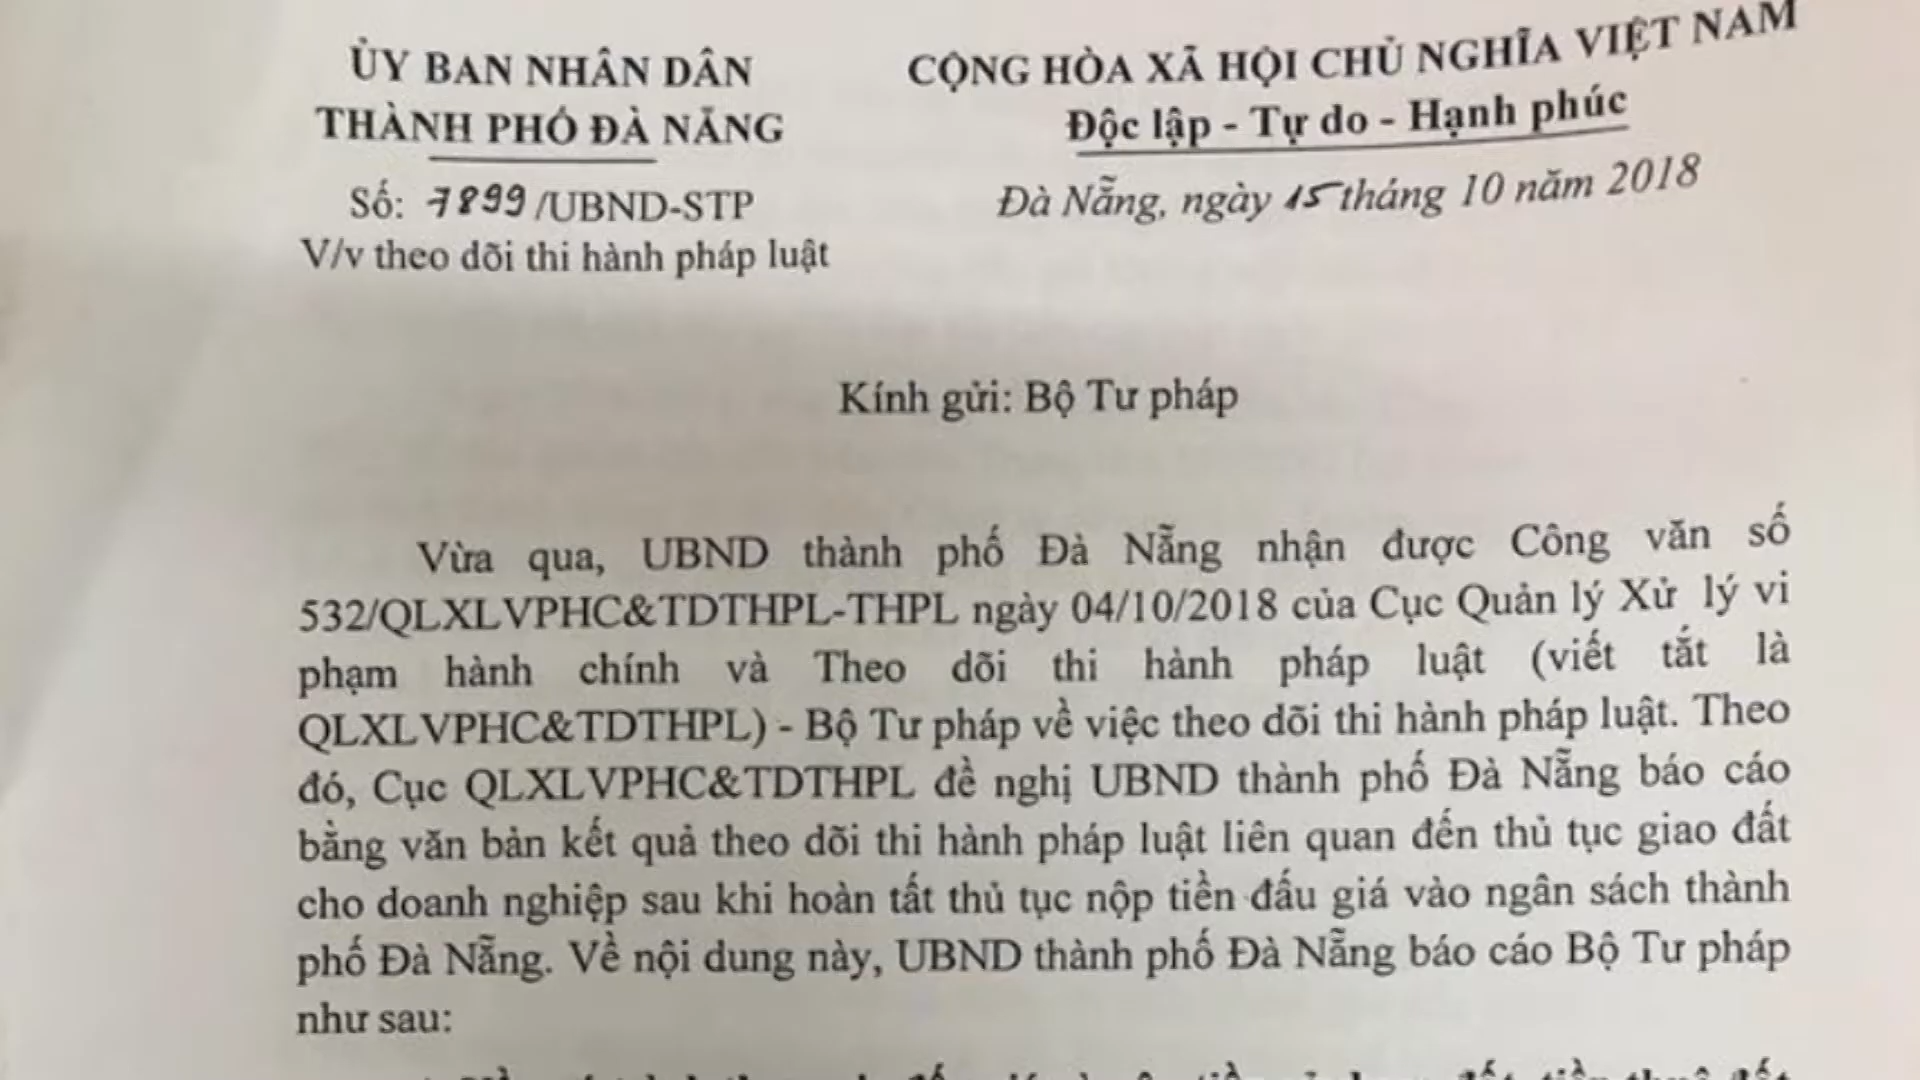 ỦY BAN NHÂN DÂN
THÀNH PHỐ ĐÀ NẴNG
CỘNG HÒA XÃ HỘI CHỦ NGHĨA VIỆT NAM
Độc lập - Tự do - Hạnh phúc
Số: 7899/UBND-STP
V/v theo dõi thi hành pháp luật
Đà Nẵng, ngày 15 tháng 10 năm 2018
Kính gửi: Bộ Tư pháp
Vừa qua, UBND thành phố Đà Nẵng nhận được Công văn số
532/QLXLVPHC&TDTHPL-THPL ngày 04/10/2018 của Cục Quản lý Xử lý vi
phạm hành chính và Theo dõi thi hành pháp luật (viết tắt là
QLXLVPHC&TDTHPL) - Bộ Tư pháp về việc theo dõi thi hành pháp luật. Theo
đó, Cục QLXLVPHC&TDTHPL đề nghị UBND thành phố Đà Nẵng báo cáo
bằng văn bản kết quả theo dõi thi hành pháp luật liên quan đến thủ tục giao đất
cho doanh nghiệp sau khi hoàn tất thủ tục nộp tiền đấu giá vào ngân sách thành
phố Đà Nẵng. Về nội dung này, UBND thành phố Đà Nẵng báo cáo Bộ Tư pháp
như sau: